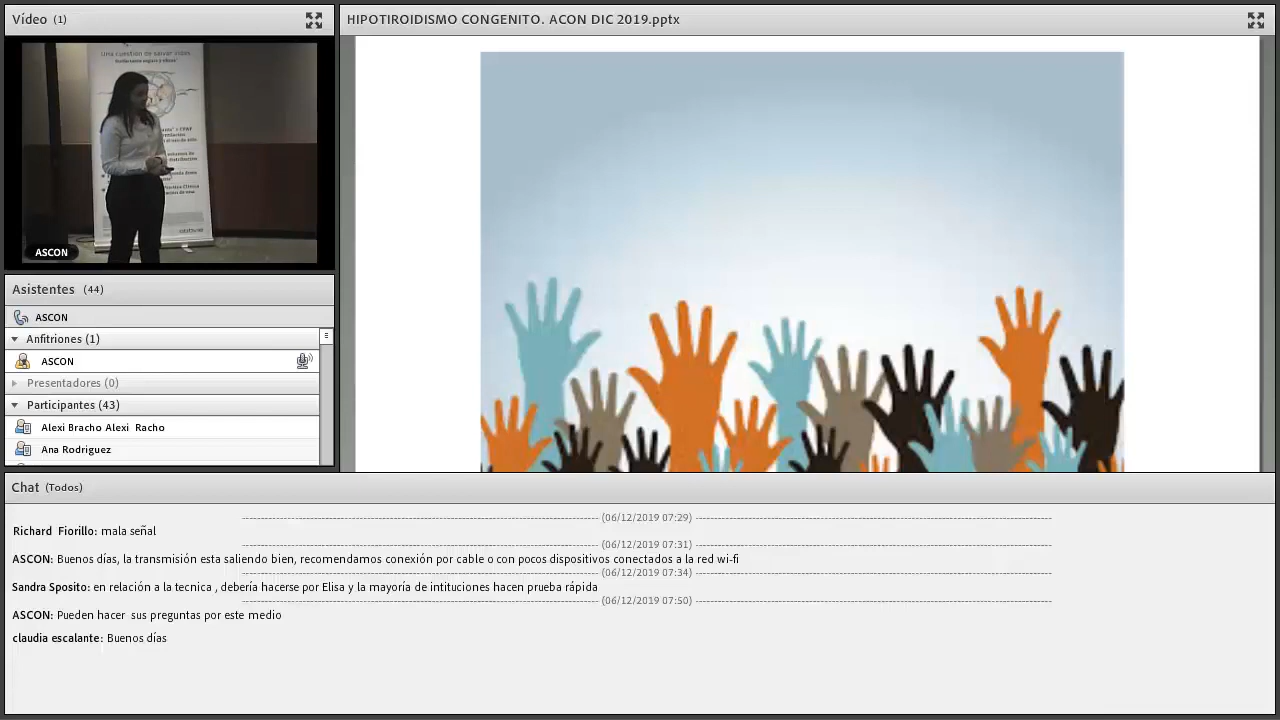 Vídeo (1)
Una cuestión de salvar vidas
ASCON
Asistentes (44)
ASCON
Anfitriones (1)
ASCON
Presentadores (0)
Participantes (43)
Alexi Bracho Alexi Racho
Ana Rodriguez
HIPOTIROIDISMO CONGENITO. ACON DIC 2019.pptx
Chat (Todos)
(06/12/2019 07:29)
Richard Fiorillo: mala señal
(06/12/2019 07:31)
ASCON: Buenos días, la transmisión esta saliendo bien, recomendamos conexión por cable o con pocos dispositivos conectados a la red wi-fi
(06/12/2019 07:34)
Sandra Sposito: en relación a la tecnica , debería hacerse por Elisa y la mayoría de intituciones hacen prueba rápida
(06/12/2019 07:50)
ASCON: Pueden hacer sus preguntas por este medio
claudia escalante: Buenos días